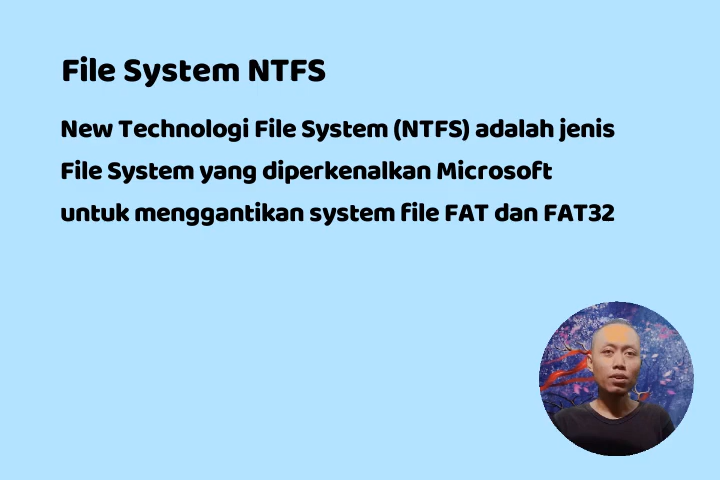 File System NTFS
New Technologi File System (NTFS) adalah jenis
File System yang diperkenalkan Microsoft
untuk menggantikan system file FAT dan FAT32